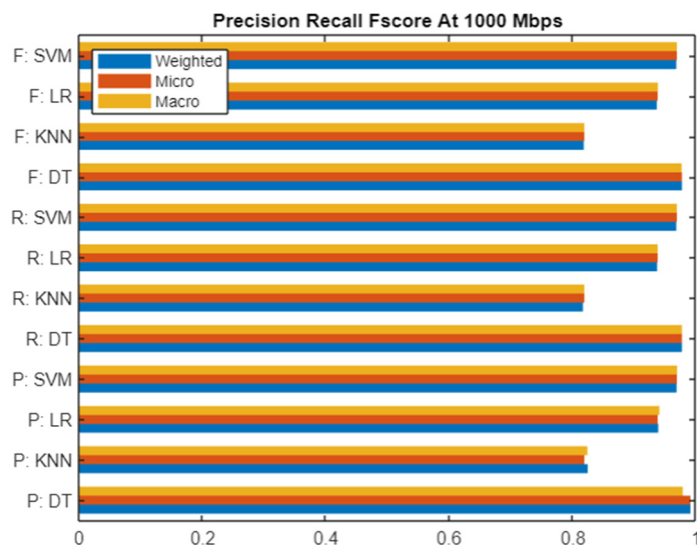 Precision Recall Fscore At 1000 Mbps
F: SVM
F: LR
F: KNN
F: DT
R: SVM
R: LR
R: KNN
R: DT
P: SVM
P: LR
P: KNN
P: DT
Weighted
Micro
Macro
0 0.2 0.4 0.6 0.8 1